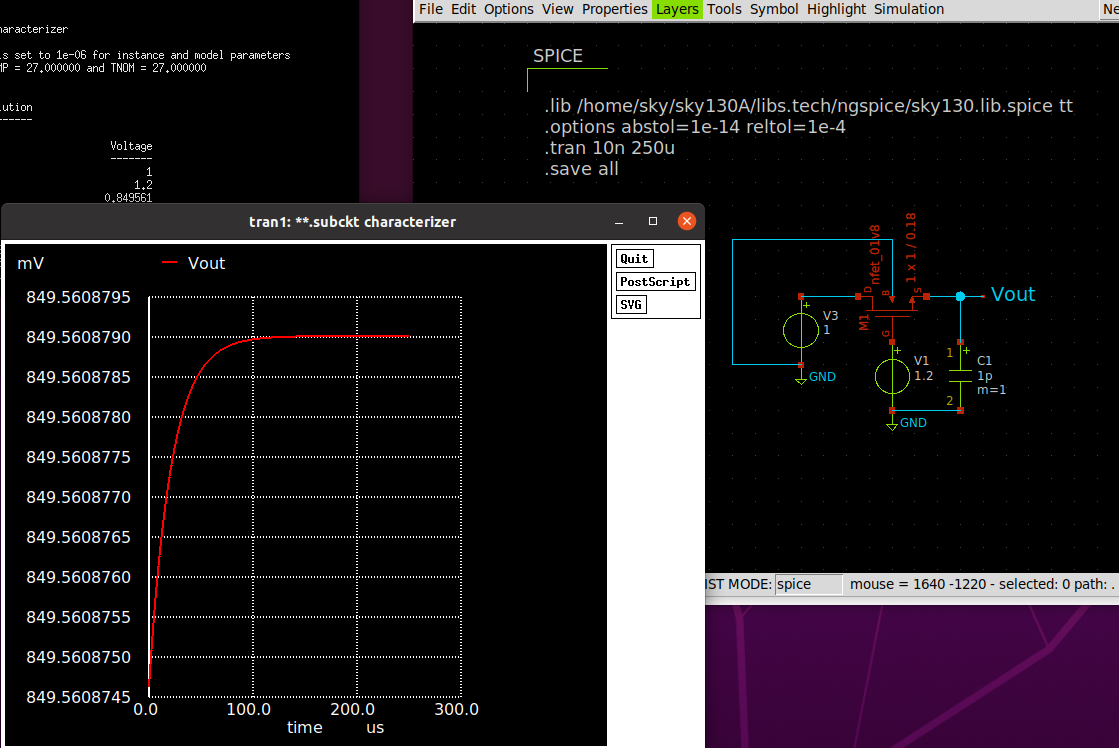 File Edit Options View Properties Layers Tools Symbol Highlight Simulation Ne
haracterizer
is set to 1e-06 for instance and model parameters
MP = 27.000000 and TNOM = 27.000000
lution
------
Voltage
-------
1
1.2
0.849561
SPICE
.lib /home/sky/sky130A/libs.tech/ngspice/sky130.lib.spice tt
.options abstol=1e-14 reltol=1e-4
.tran 10n 250u
.save all
tran1: **.subckt characterizer
Quit
PostScript
SVG
mV
Vout
849.5608795
849.5608790
849.5608785
849.5608780
849.5608775
849.5608770
849.5608765
849.5608760
849.5608755
849.5608750
849.5608745
0.0 100.0 200.0 300.0
time us
nfet_01v8
1 x 1 / 0.18
D B S
M1
G
Vout
+
V3
1
GND
+
V1
1.2
GND
1 +
C1
1p
m=1
2
IST MODE: spice mouse = 1640 -1220 - selected: 0 path: .